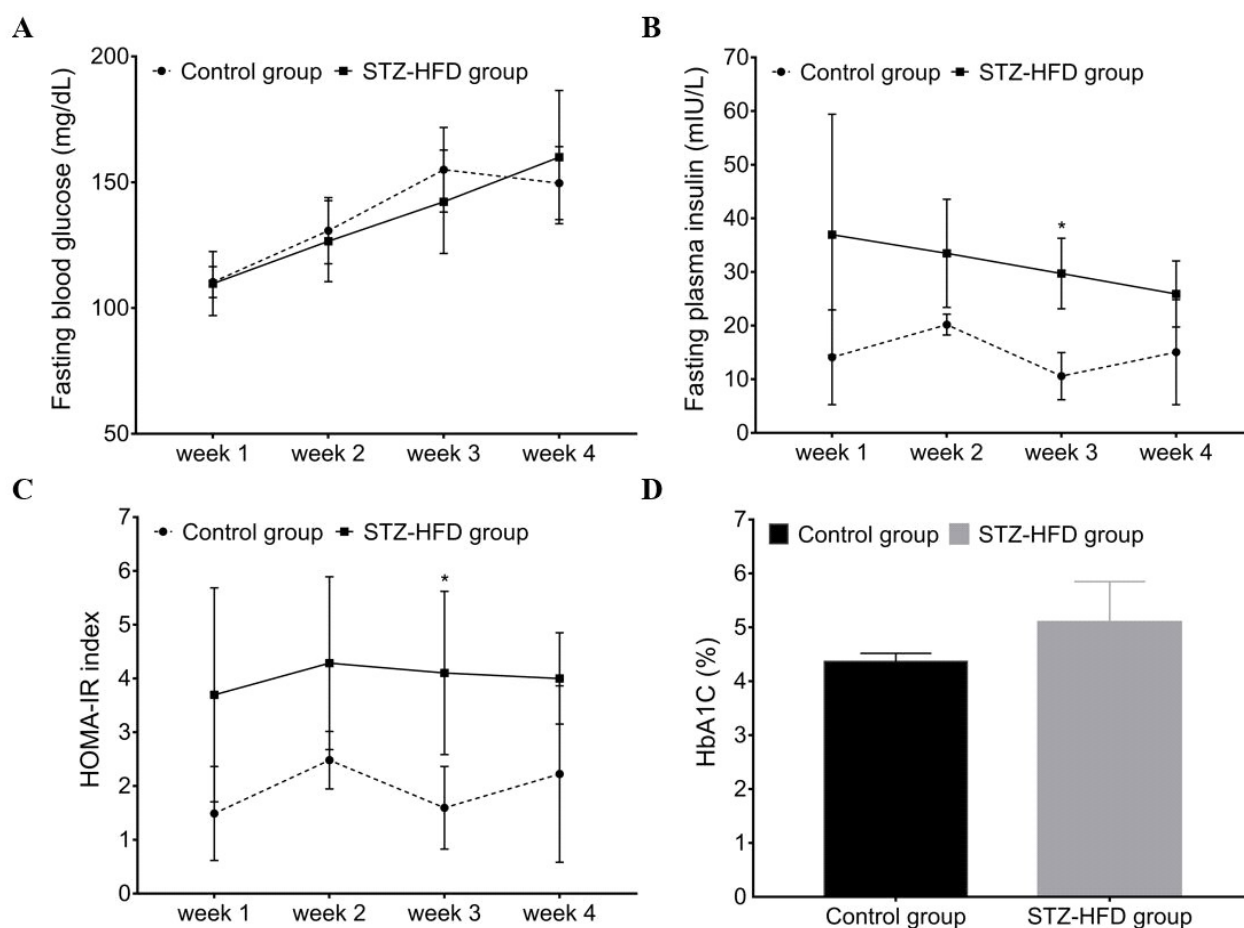 A
Fasting blood glucose (mg/dL)
200
150
100
50
Control group
STZ-HFD group
week 1
week 2
week 3
week 4
B
Fasting plasma insulin (mIU/L)
70
60
50
40
30
20
10
0
Control group
STZ-HFD group
*
week 1
week 2
week 3
week 4
C
HOMA-IR index
7
6
5
4
3
2
1
0
Control group
STZ-HFD group
*
week 1
week 2
week 3
week 4
D
HbA1C (%)
7
6
5
4
3
2
1
0
Control group
STZ-HFD group
Control group
STZ-HFD group